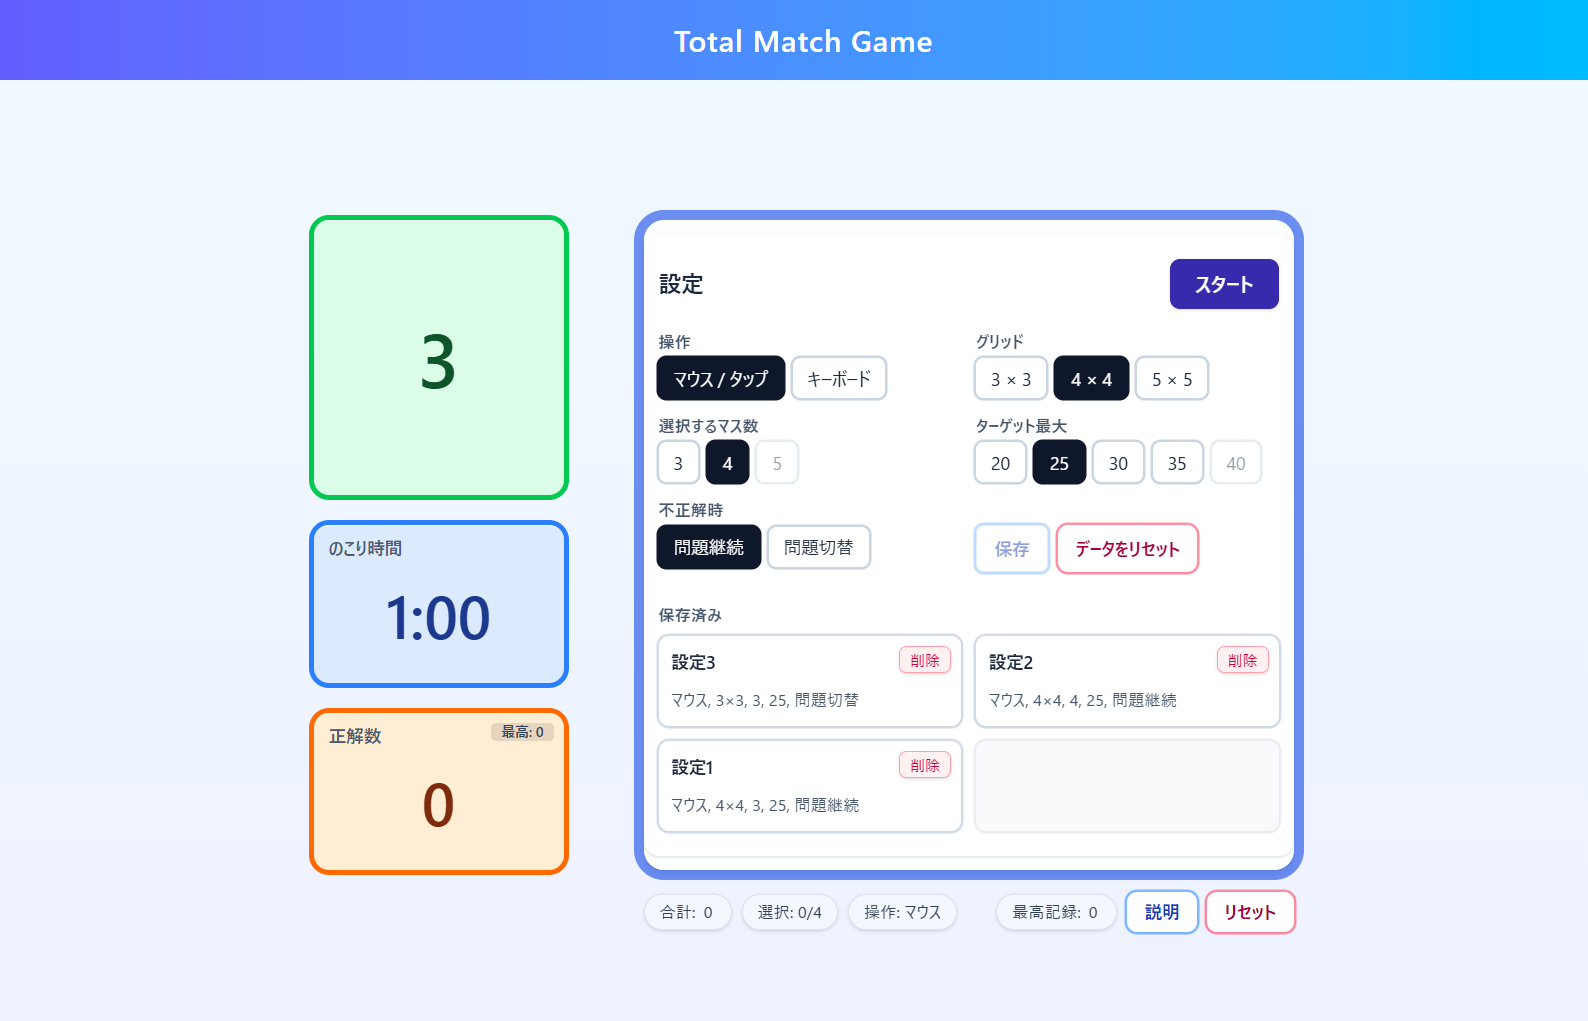 Total Match Game
3
のこり時間
1:00
正解数
最高: 0
0
設定
スタート
操作
マウス / タップ
キーボード
グリッド
3 × 3
4 × 4
5 × 5
選択するマス数
3
4
5
ターゲット最大
20
25
30
35
40
不正解時
問題継続
問題切替
保存
データをリセット
保存済み
設定3
削除
マウス, 3×3, 3, 25, 問題切替
設定2
削除
マウス, 4×4, 4, 25, 問題継続
設定1
削除
マウス, 4×4, 3, 25, 問題継続
合計: 0
選択: 0/4
操作: マウス
最高記録: 0
説明
リセット